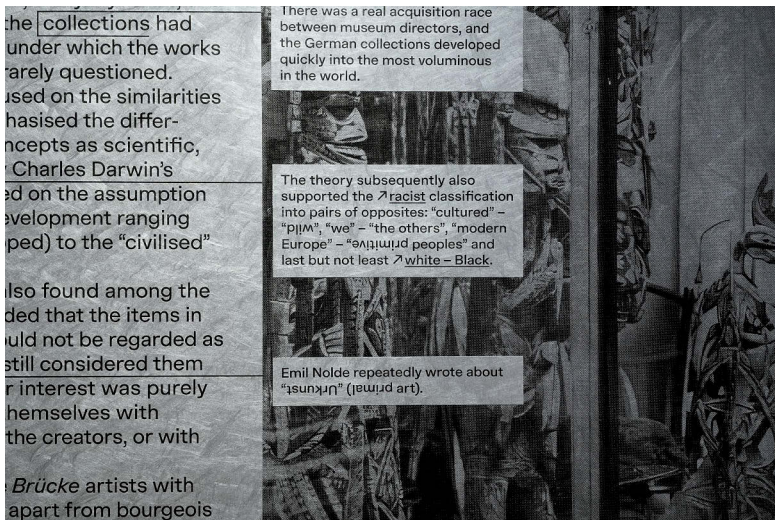 the collections had
under which the works
rarely questioned.
used on the similarities
hasised the differ-
ncepts as scientific,
Charles Darwin's
ed on the assumption
evelopment ranging
ped) to the “civilised”
also found among the
ded that the items in
ould not be regarded as
still considered them
r interest was purely
hemselves with
the creators, or with
Brücke artists with
apart from bourgeois
There was a real acquisition race
between museum directors, and
the German collections developed
quickly into the most voluminous
in the world.
The theory subsequently also
supported the ↗racist classification
into pairs of opposites: “cultured” –
“wild”, “we” – “the others”, “modern
Europe” – “primitive peoples” and
last but not least ↗white – Black.
Emil Nolde repeatedly wrote about
“Urkunst” (primal art).